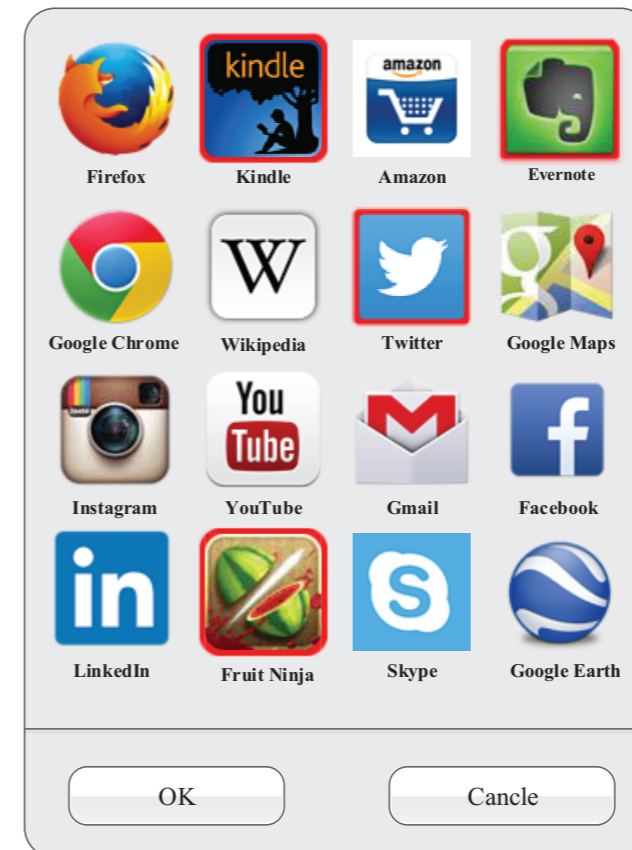 kindle
amazon
Firefox Kindle Amazon Evernote
W
g
Google Chrome Wikipedia Twitter Google Maps
You
Tube
f
Instagram YouTube Gmail Facebook
in
S
LinkedIn Fruit Ninja Skype Google Earth
OK Cancle